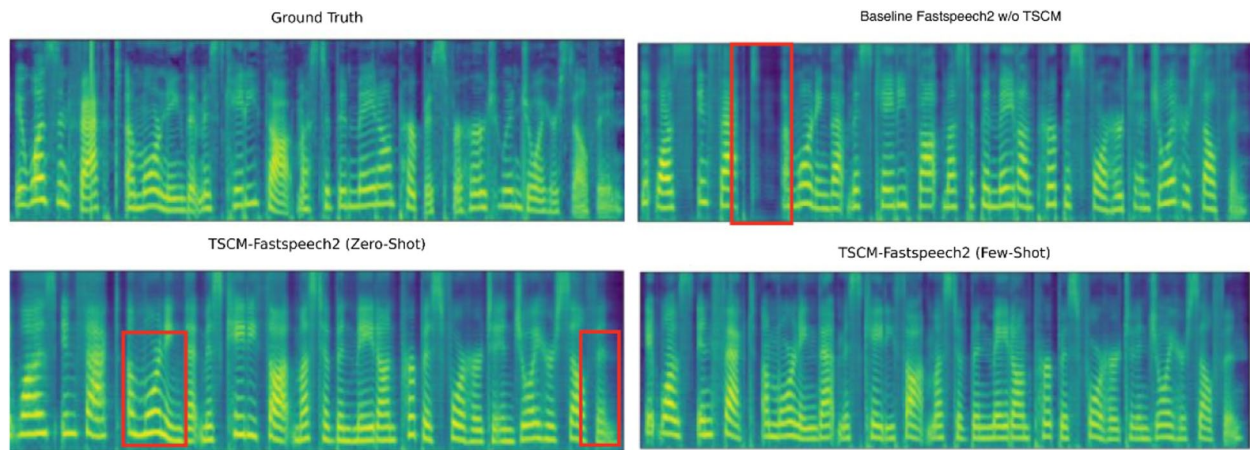 Ground Truth
Baseline Fastspeech2 w/o TSCM
TSCM-Fastspeech2 (Zero-Shot)
TSCM-Fastspeech2 (Few-Shot)